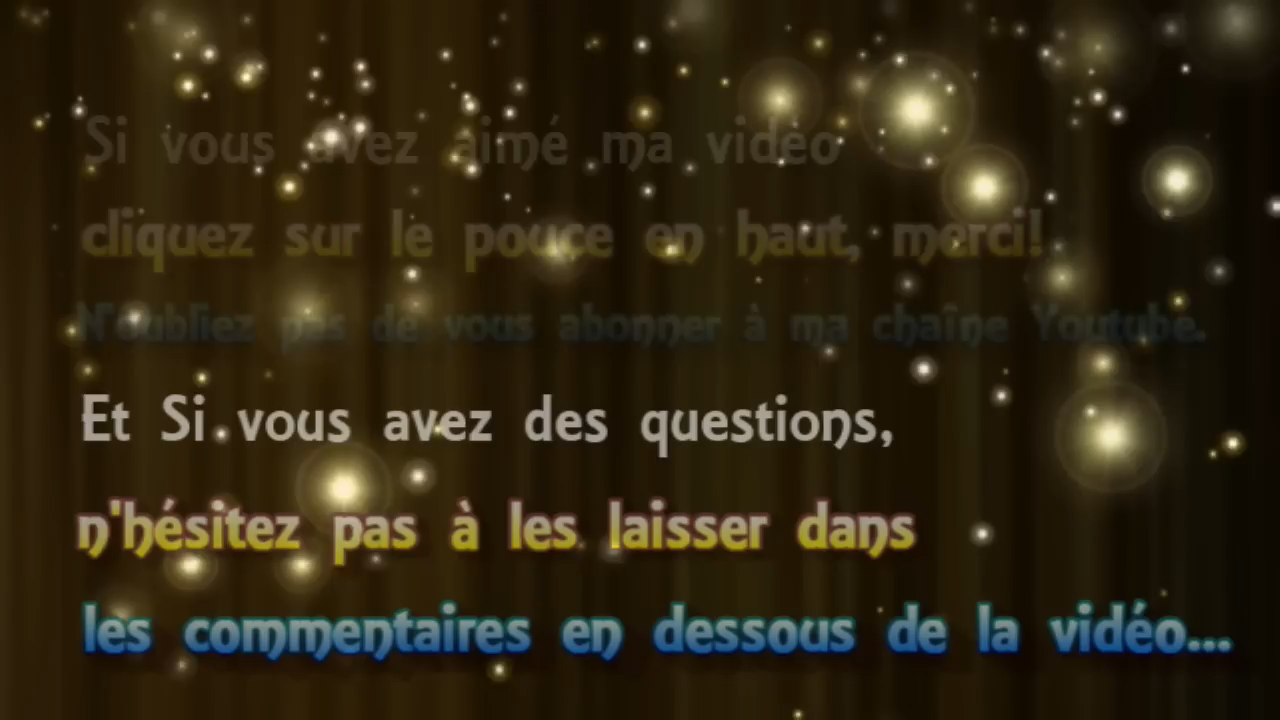 Si vous avez aimé ma vidéo
cliquez sur le pouce en haut, merci!
N'oubliez pas de vous abonner à ma chaîne Youtube.
Et Si vous avez des questions,
n'hésitez pas à les laisser dans
les commentaires en dessous de la vidéo...